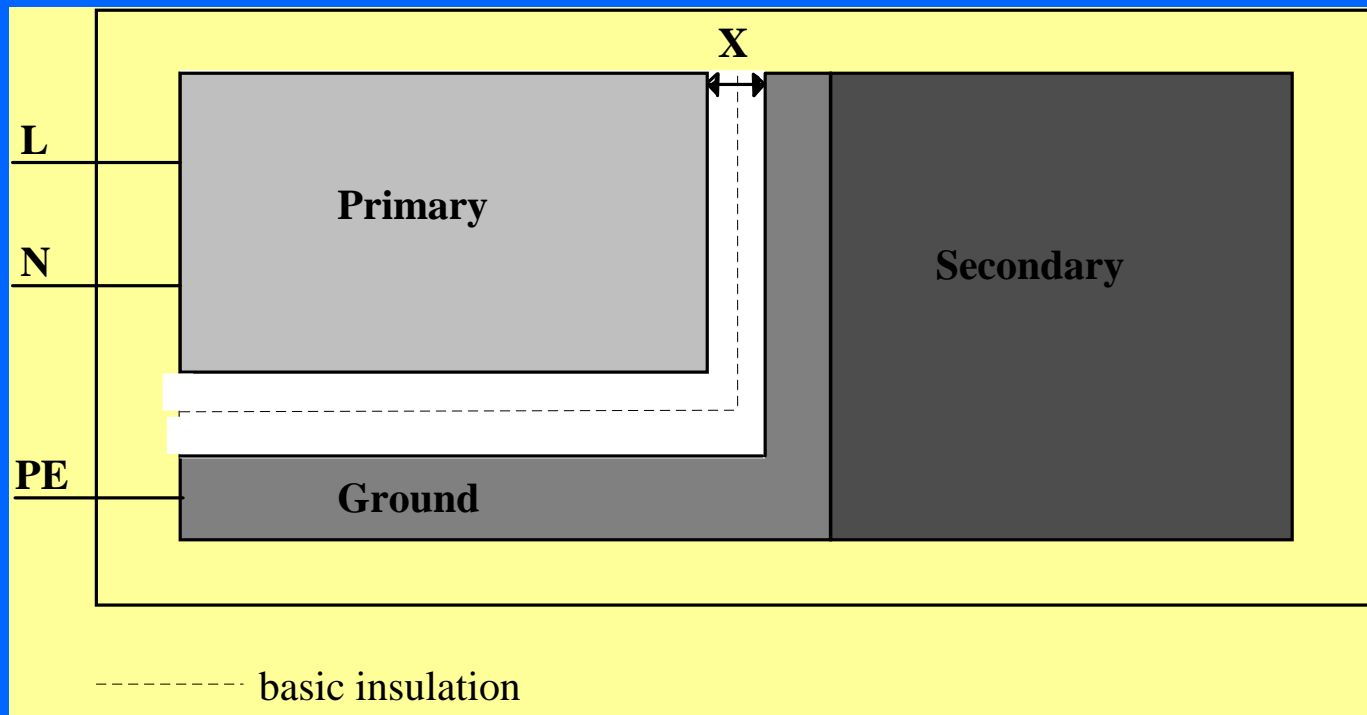 X
L
Primary
N
Secondary
PE
Ground
basic insulation